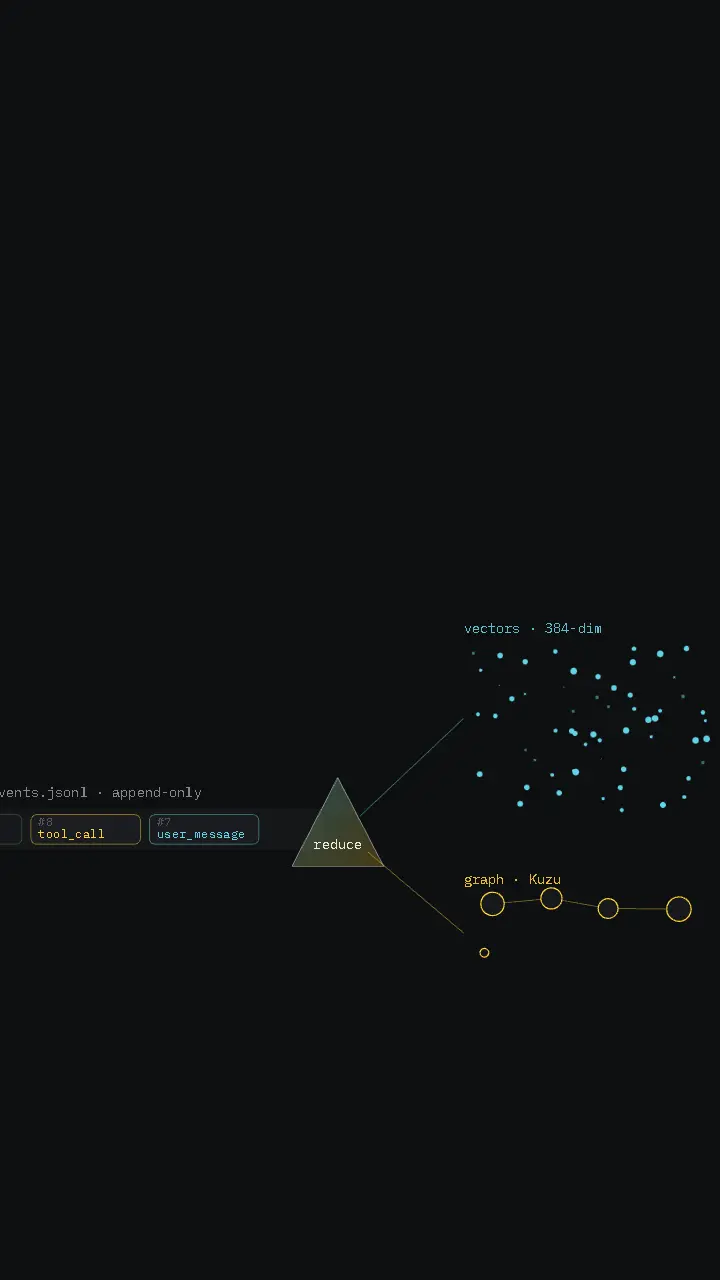 vectors · 384-dim
vents.jsonl · append-only
#8
tool_call
#7
user_message
reduce
graph · Kuzu